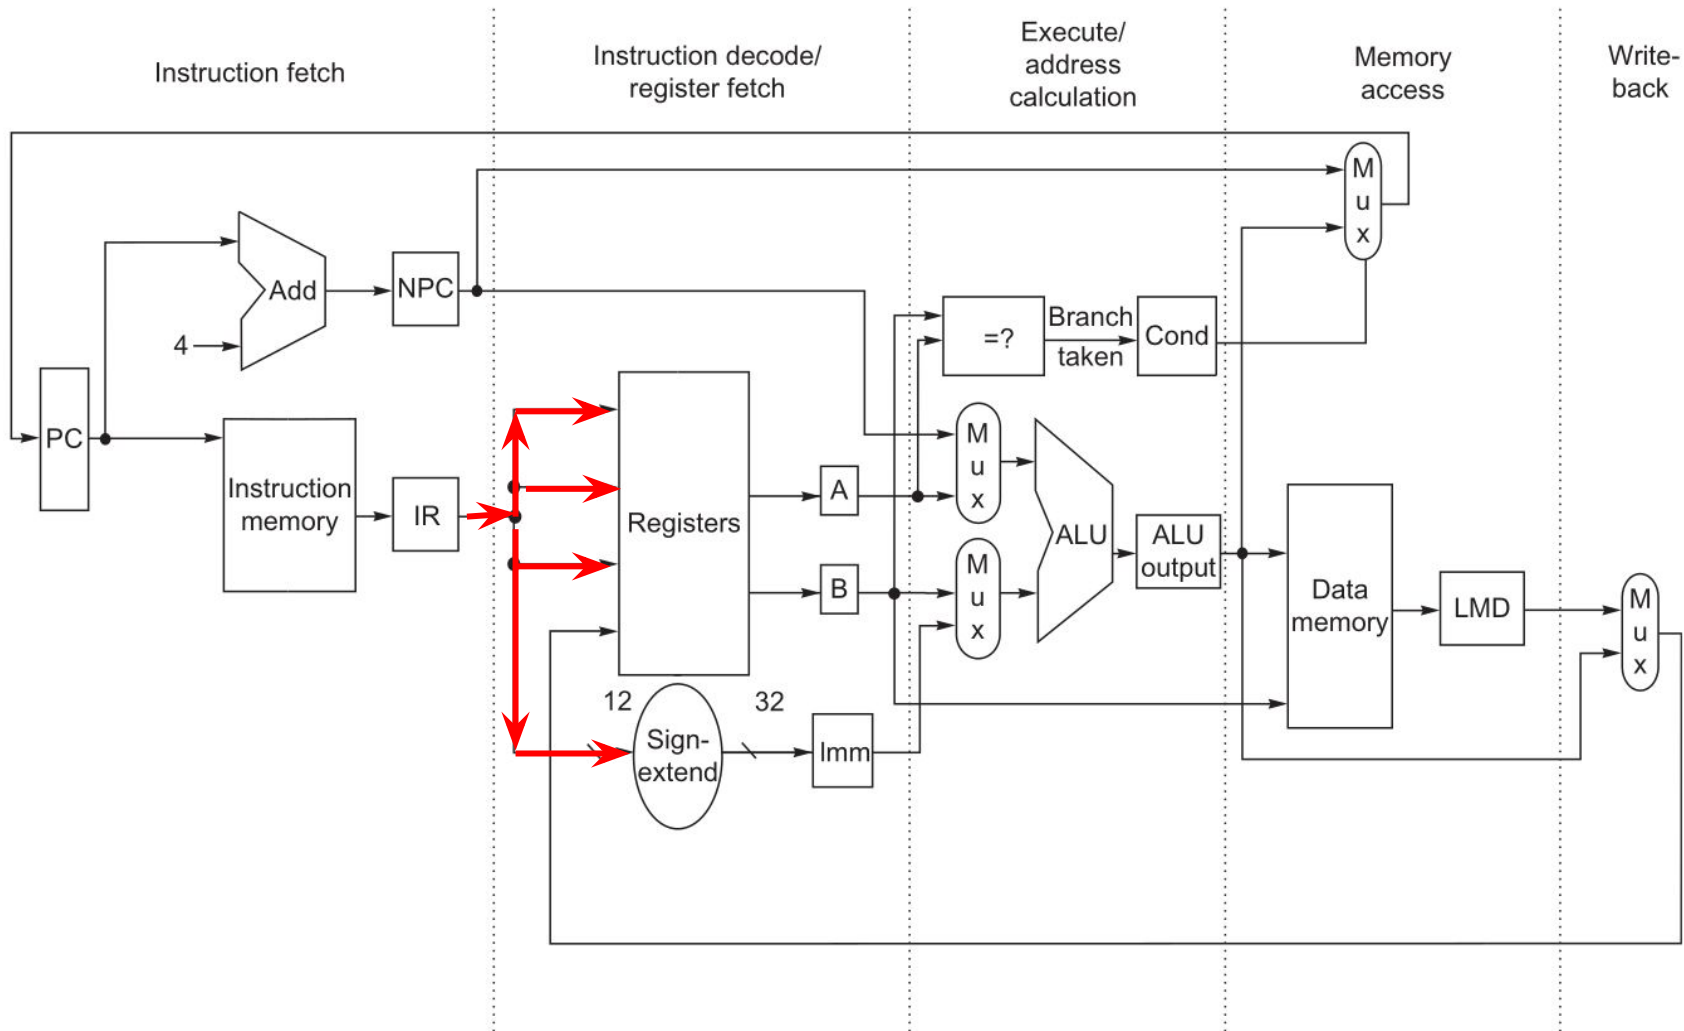 Instruction fetch
Instruction decode/
register fetch
Execute/
address
calculation
Memory
access
Write-
back
M
u
x
Add
NPC
4
=?
Branch
taken
Cond
PC
Instruction
memory
IR
Registers
A
B
M
u
x
M
u
x
ALU
ALU
output
Data
memory
LMD
M
u
x
12
32
Sign-
extend
Imm